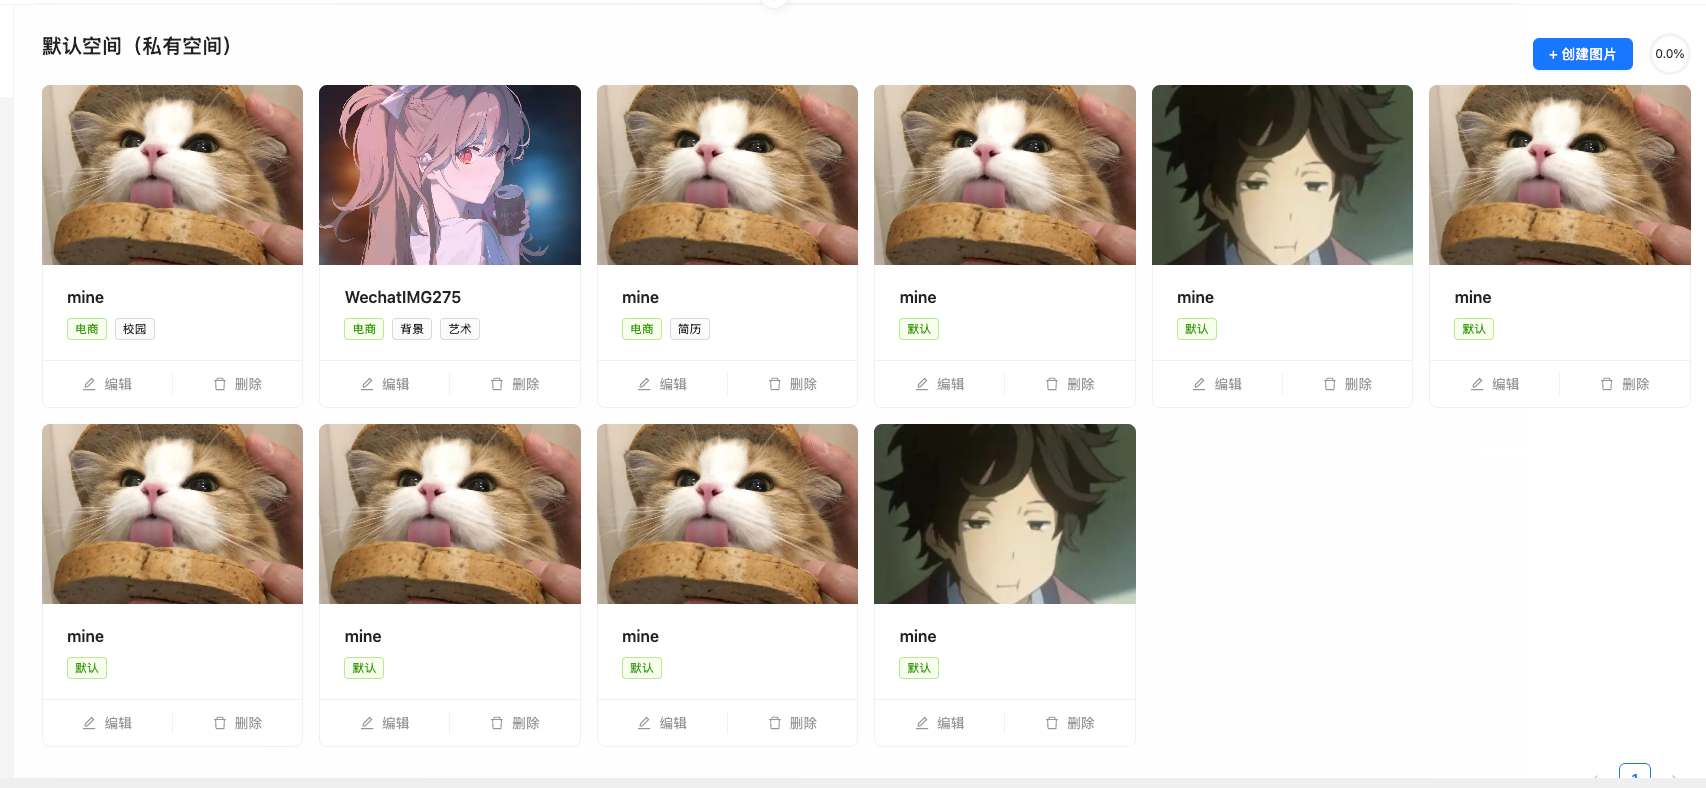 默认空间（私有空间）
+ 创建图片
0.0%
mine
电商 校园
编辑 删除
WechatIMG275
电商 背景 艺术
编辑 删除
mine
电商 简历
编辑 删除
mine
默认
编辑 删除
mine
默认
编辑 删除
mine
默认
编辑 删除
mine
默认
编辑 删除
mine
默认
编辑 删除
mine
默认
编辑 删除
mine
默认
编辑 删除
1